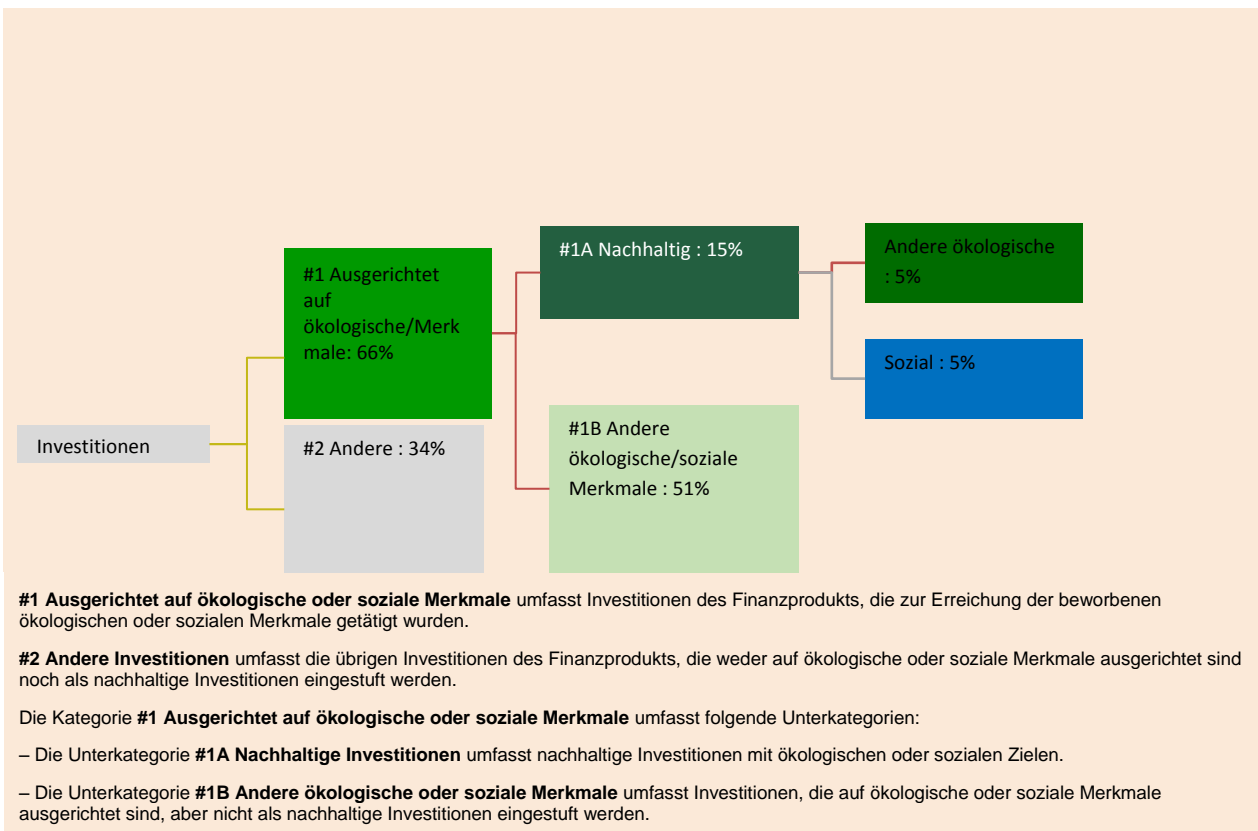 Investitionen
#1 Ausgerichtet
auf
ökologische/Merk
male: 66%
#2 Andere : 34%
#1A Nachhaltig : 15%
#1B Andere
ökologische/soziale
Merkmale : 51%
Andere ökologische
: 5%
Sozial : 5%
#1 Ausgerichtet auf ökologische oder soziale Merkmale umfasst Investitionen des Finanzprodukts, die zur Erreichung der beworbenen
ökologischen oder sozialen Merkmale getätigt wurden.
#2 Andere Investitionen umfasst die übrigen Investitionen des Finanzprodukts, die weder auf ökologische oder soziale Merkmale ausgerichtet sind
noch als nachhaltige Investitionen eingestuft werden.
Die Kategorie #1 Ausgerichtet auf ökologische oder soziale Merkmale umfasst folgende Unterkategorien:
– Die Unterkategorie #1A Nachhaltige Investitionen umfasst nachhaltige Investitionen mit ökologischen oder sozialen Zielen.
– Die Unterkategorie #1B Andere ökologische oder soziale Merkmale umfasst Investitionen, die auf ökologische oder soziale Merkmale
ausgerichtet sind, aber nicht als nachhaltige Investitionen eingestuft werden.